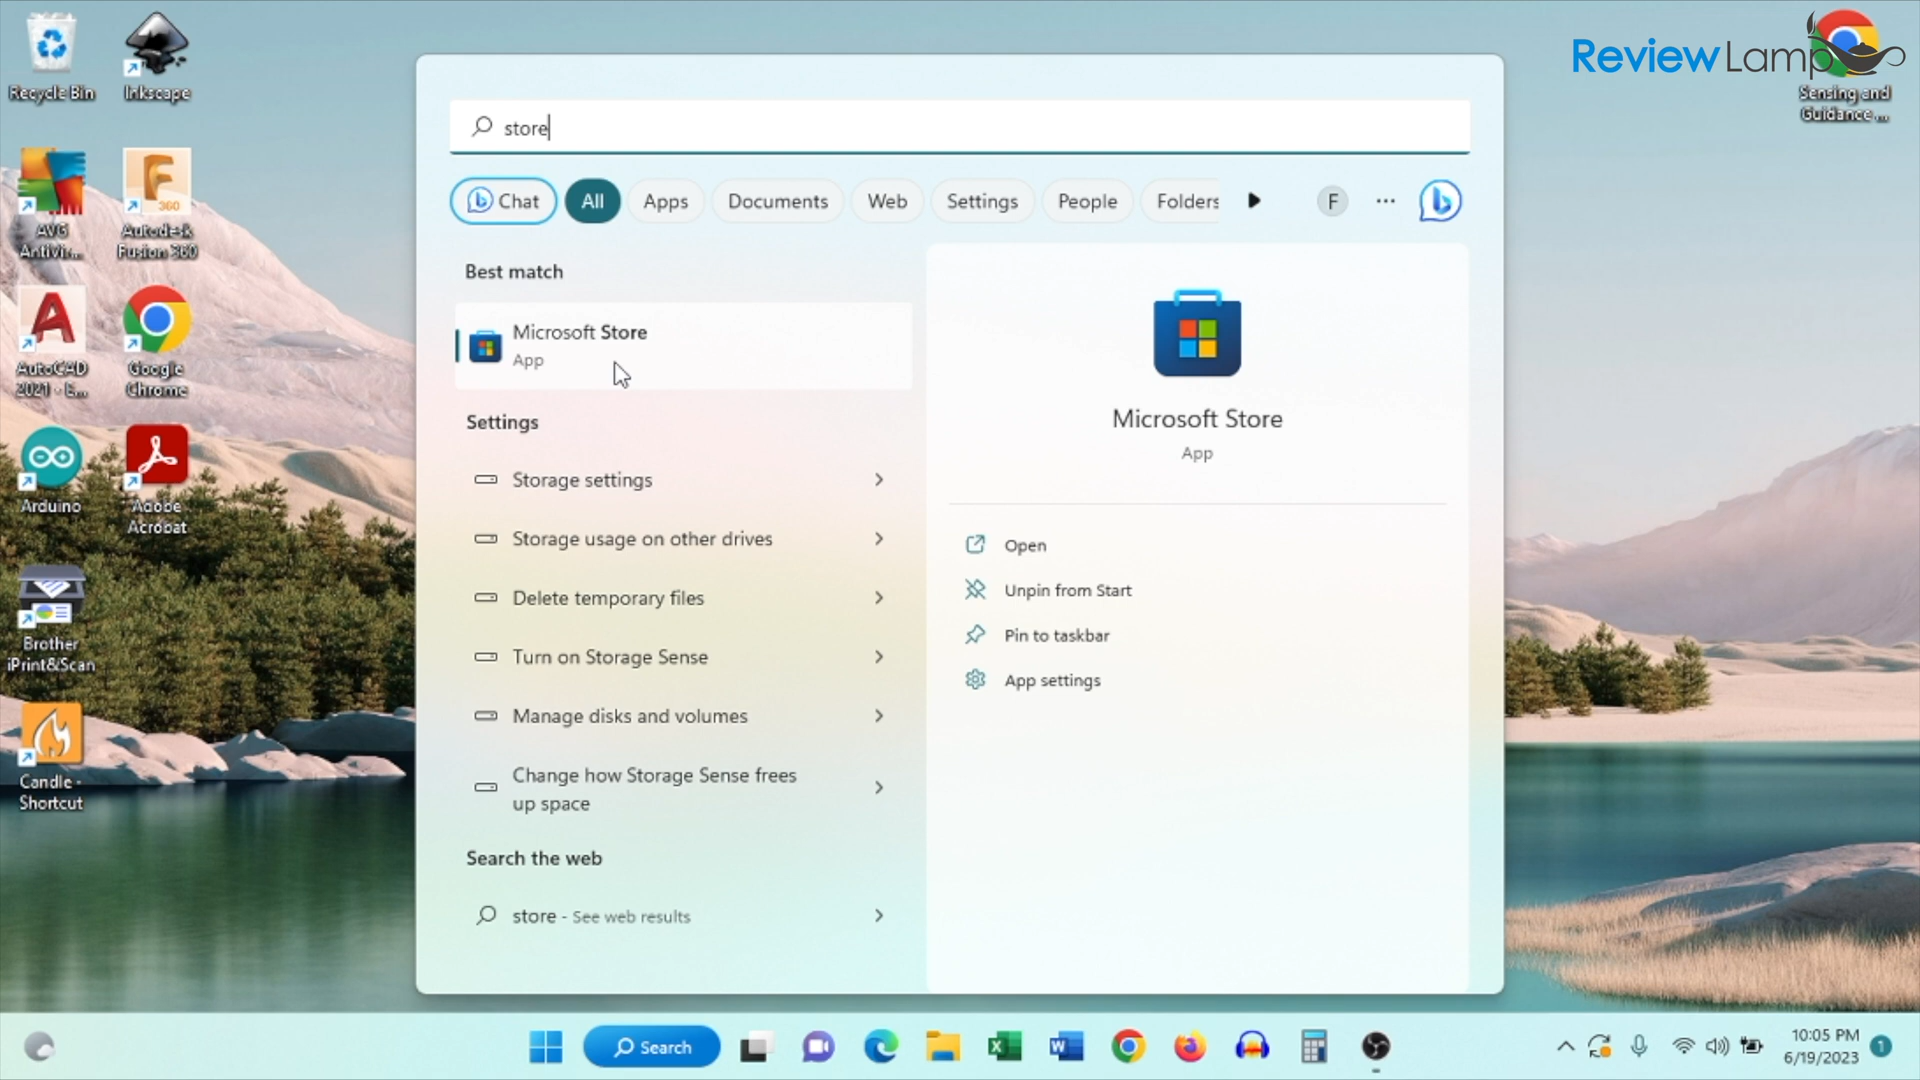 Recycle Bin
Inkscape
AVG
AntiVir...
Autodesk
Fusion 360
AutoCAD
2021 - E...
Google
Chrome
Arduino
Adobe
Acrobat
Brother
iPrint&Scan
Candle -
Shortcut
ReviewLamp
Sensing and
Guidance ...
store
Chat
All
Apps
Documents
Web
Settings
People
Folders
F
Best match
Microsoft Store
App
Settings
Storage settings
Storage usage on other drives
Delete temporary files
Turn on Storage Sense
Manage disks and volumes
Change how Storage Sense frees
up space
Search the web
store - See web results
Microsoft Store
App
Open
Unpin from Start
Pin to taskbar
App settings
Search
10:05 PM
6/19/2023
1